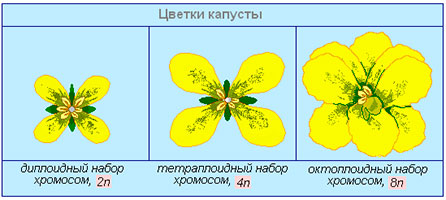 Цветки капусты
диплоидный набор
хромосом, 2n
тетраплоидный набор
хромосом, 4n
октоплоидный набор
хромосом, 8n